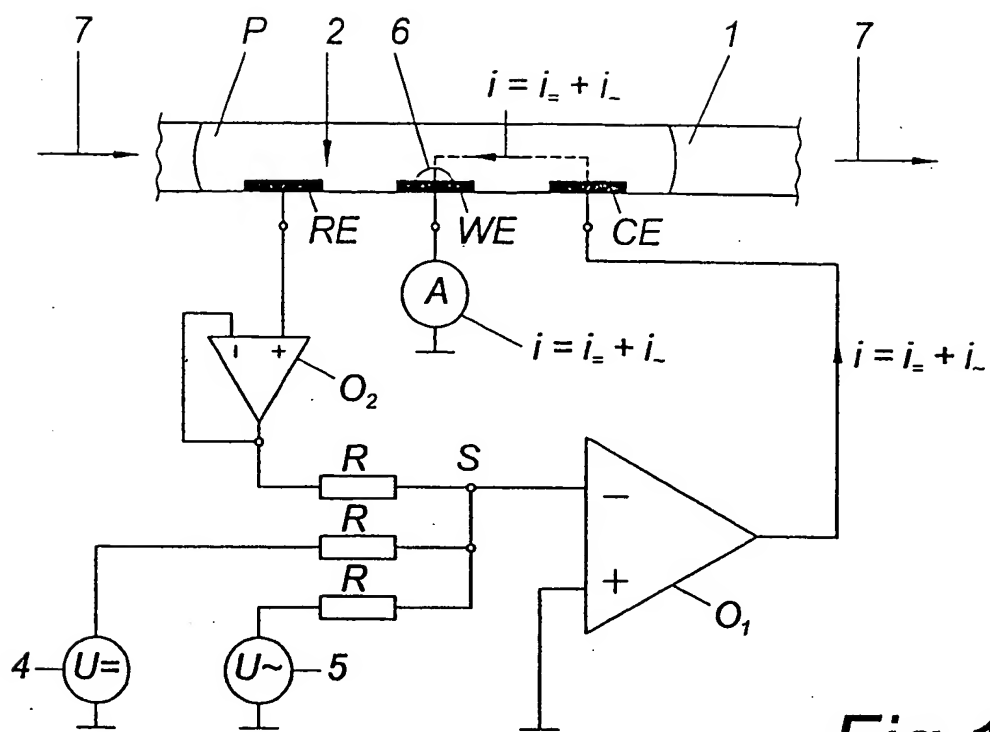 7 P 2 6 1 7
i = i₌ + i~
RE WE CE
A
− +
O₂
i = i₌ + i~
i = i₌ + i~
R S
R
R
−
+
O₁
4 U= U~ 5